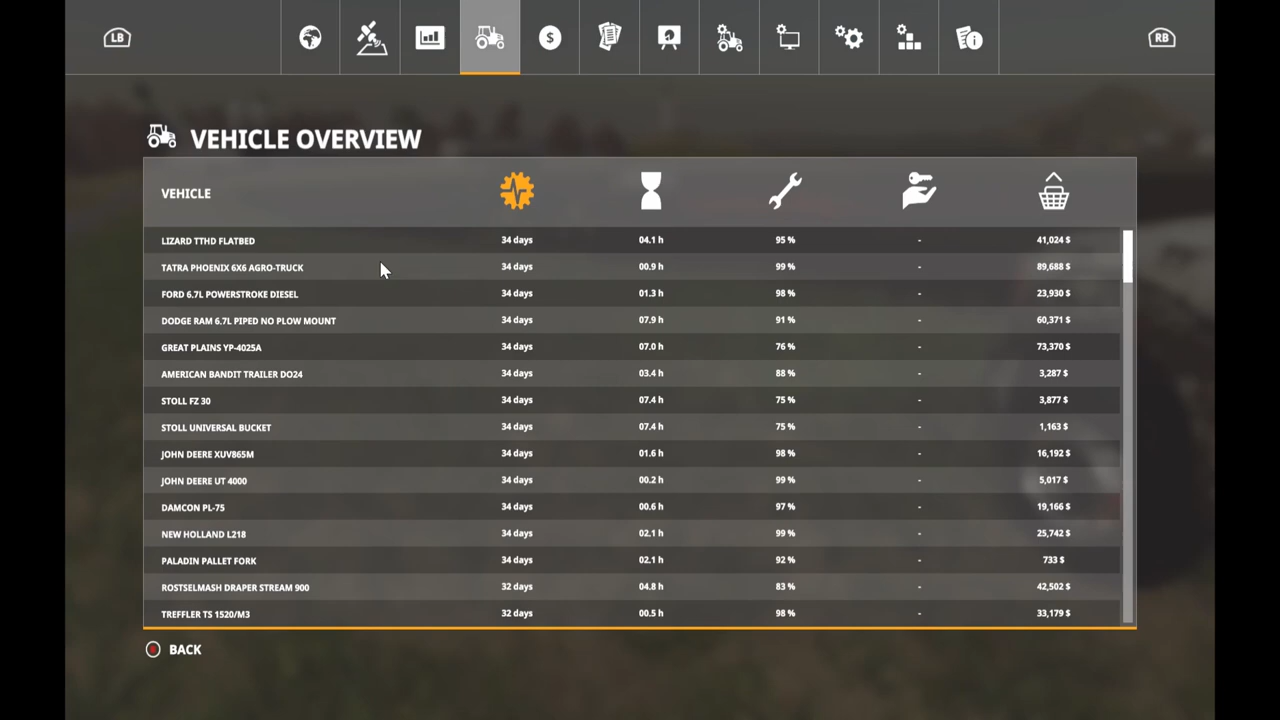 LB
$
i
RB
VEHICLE OVERVIEW
VEHICLE
LIZARD TTHD FLATBED 34 days 04.1 h 95 % - 41,024 $
TATRA PHOENIX 6X6 AGRO-TRUCK 34 days 00.9 h 99 % - 89,688 $
FORD 6.7L POWERSTROKE DIESEL 34 days 01.3 h 98 % - 23,930 $
DODGE RAM 6.7L PIPED NO PLOW MOUNT 34 days 07.9 h 91 % - 60,371 $
GREAT PLAINS YP-4025A 34 days 07.0 h 76 % - 73,370 $
AMERICAN BANDIT TRAILER DO24 34 days 03.4 h 88 % - 3,287 $
STOLL FZ 30 34 days 07.4 h 75 % - 3,877 $
STOLL UNIVERSAL BUCKET 34 days 07.4 h 75 % - 1,163 $
JOHN DEERE XUV865M 34 days 01.6 h 98 % - 16,192 $
JOHN DEERE UT 4000 34 days 00.2 h 99 % - 5,017 $
DAMCON PL-75 34 days 00.6 h 97 % - 19,166 $
NEW HOLLAND L218 34 days 02.1 h 99 % - 25,742 $
PALADIN PALLET FORK 34 days 02.1 h 92 % - 733 $
ROSTSELMASH DRAPER STREAM 900 32 days 04.8 h 83 % - 42,502 $
TREFFLER TS 1520/M3 32 days 00.5 h 98 % - 33,179 $
BACK